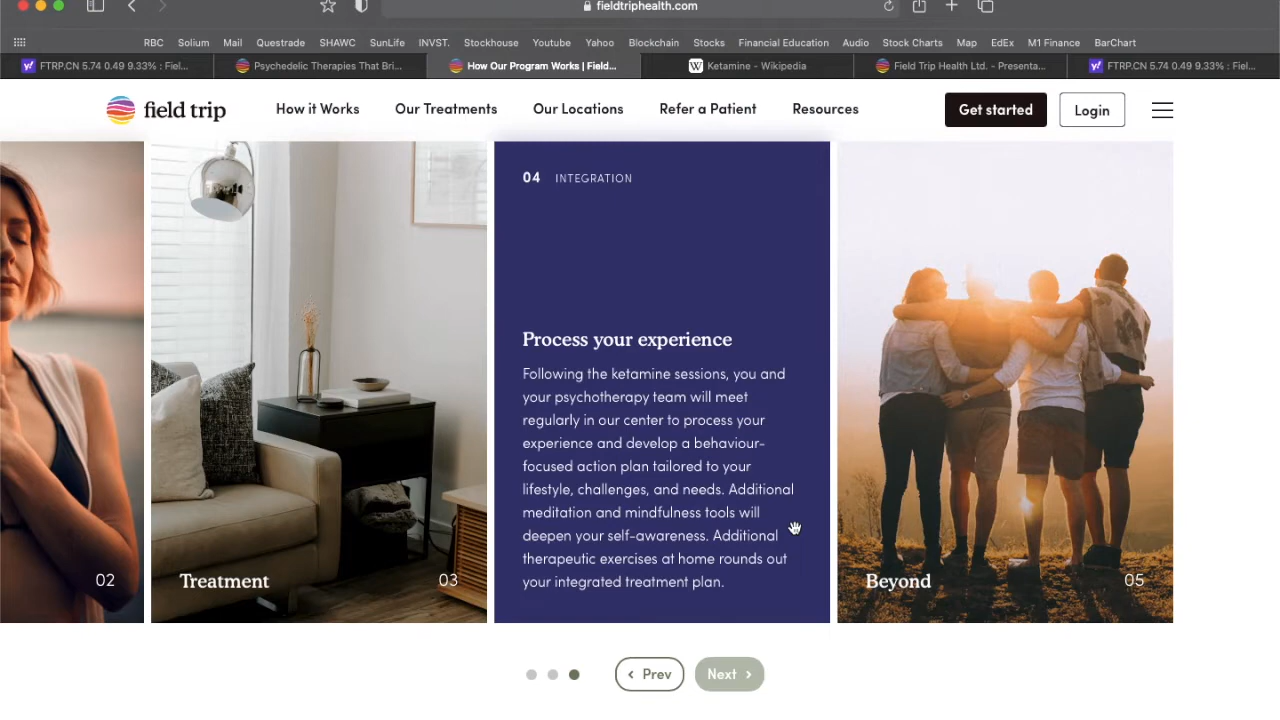 fieldtriphealth.com
RBC Solium Mail Questrade SHAWC SunLife INVST. Stockhouse Youtube Yahoo Blockchain Stocks Financial Education Audio Stock Charts Map EdEx M1 Finance BarChart
FTRP.CN 5.74 0.49 9.33% : Fiel... Psychedelic Therapies That Bri... How Our Program Works | Field... W Ketamine - Wikipedia Field Trip Health Ltd. - Presenta... FTRP.CN 5.74 0.49 9.33% : Fiel...
field trip How it Works Our Treatments Our Locations Refer a Patient Resources Get started Login
04 INTEGRATION
Process your experience
Following the ketamine sessions, you and
your psychotherapy team will meet
regularly in our center to process your
experience and develop a behaviour-
focused action plan tailored to your
lifestyle, challenges, and needs. Additional
meditation and mindfulness tools will
deepen your self-awareness. Additional
therapeutic exercises at home rounds out
your integrated treatment plan.
02 Treatment 03 Beyond 05
Prev Next